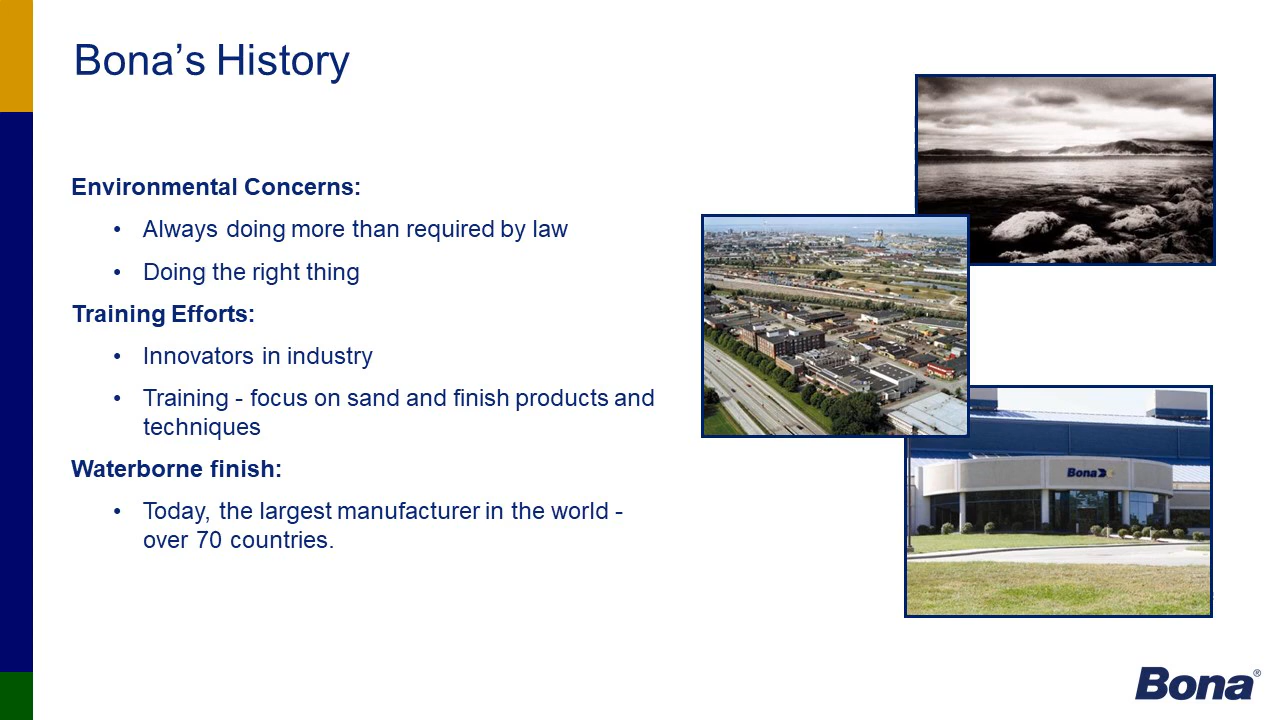 Bona’s History
Environmental Concerns:
• Always doing more than required by law
• Doing the right thing
Training Efforts:
• Innovators in industry
• Training - focus on sand and finish products and
techniques
Waterborne finish:
• Today, the largest manufacturer in the world -
over 70 countries.
Bona
Bona®